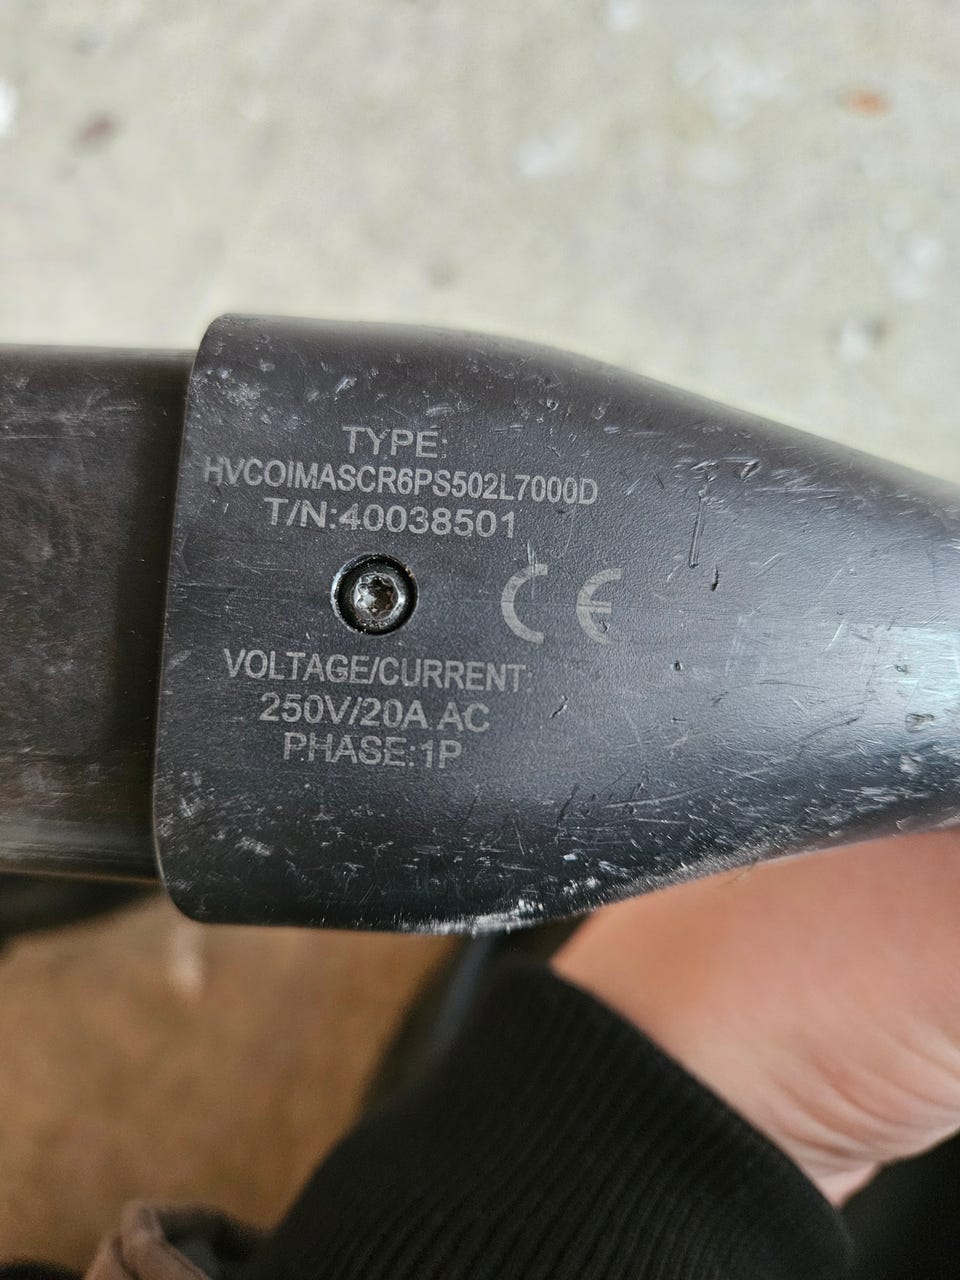 TYPE:
HVCOIMASCR6PS502L7000D
T/N:40038501
CE
VOLTAGE/CURRENT:
250V/20A AC
PHASE:1P